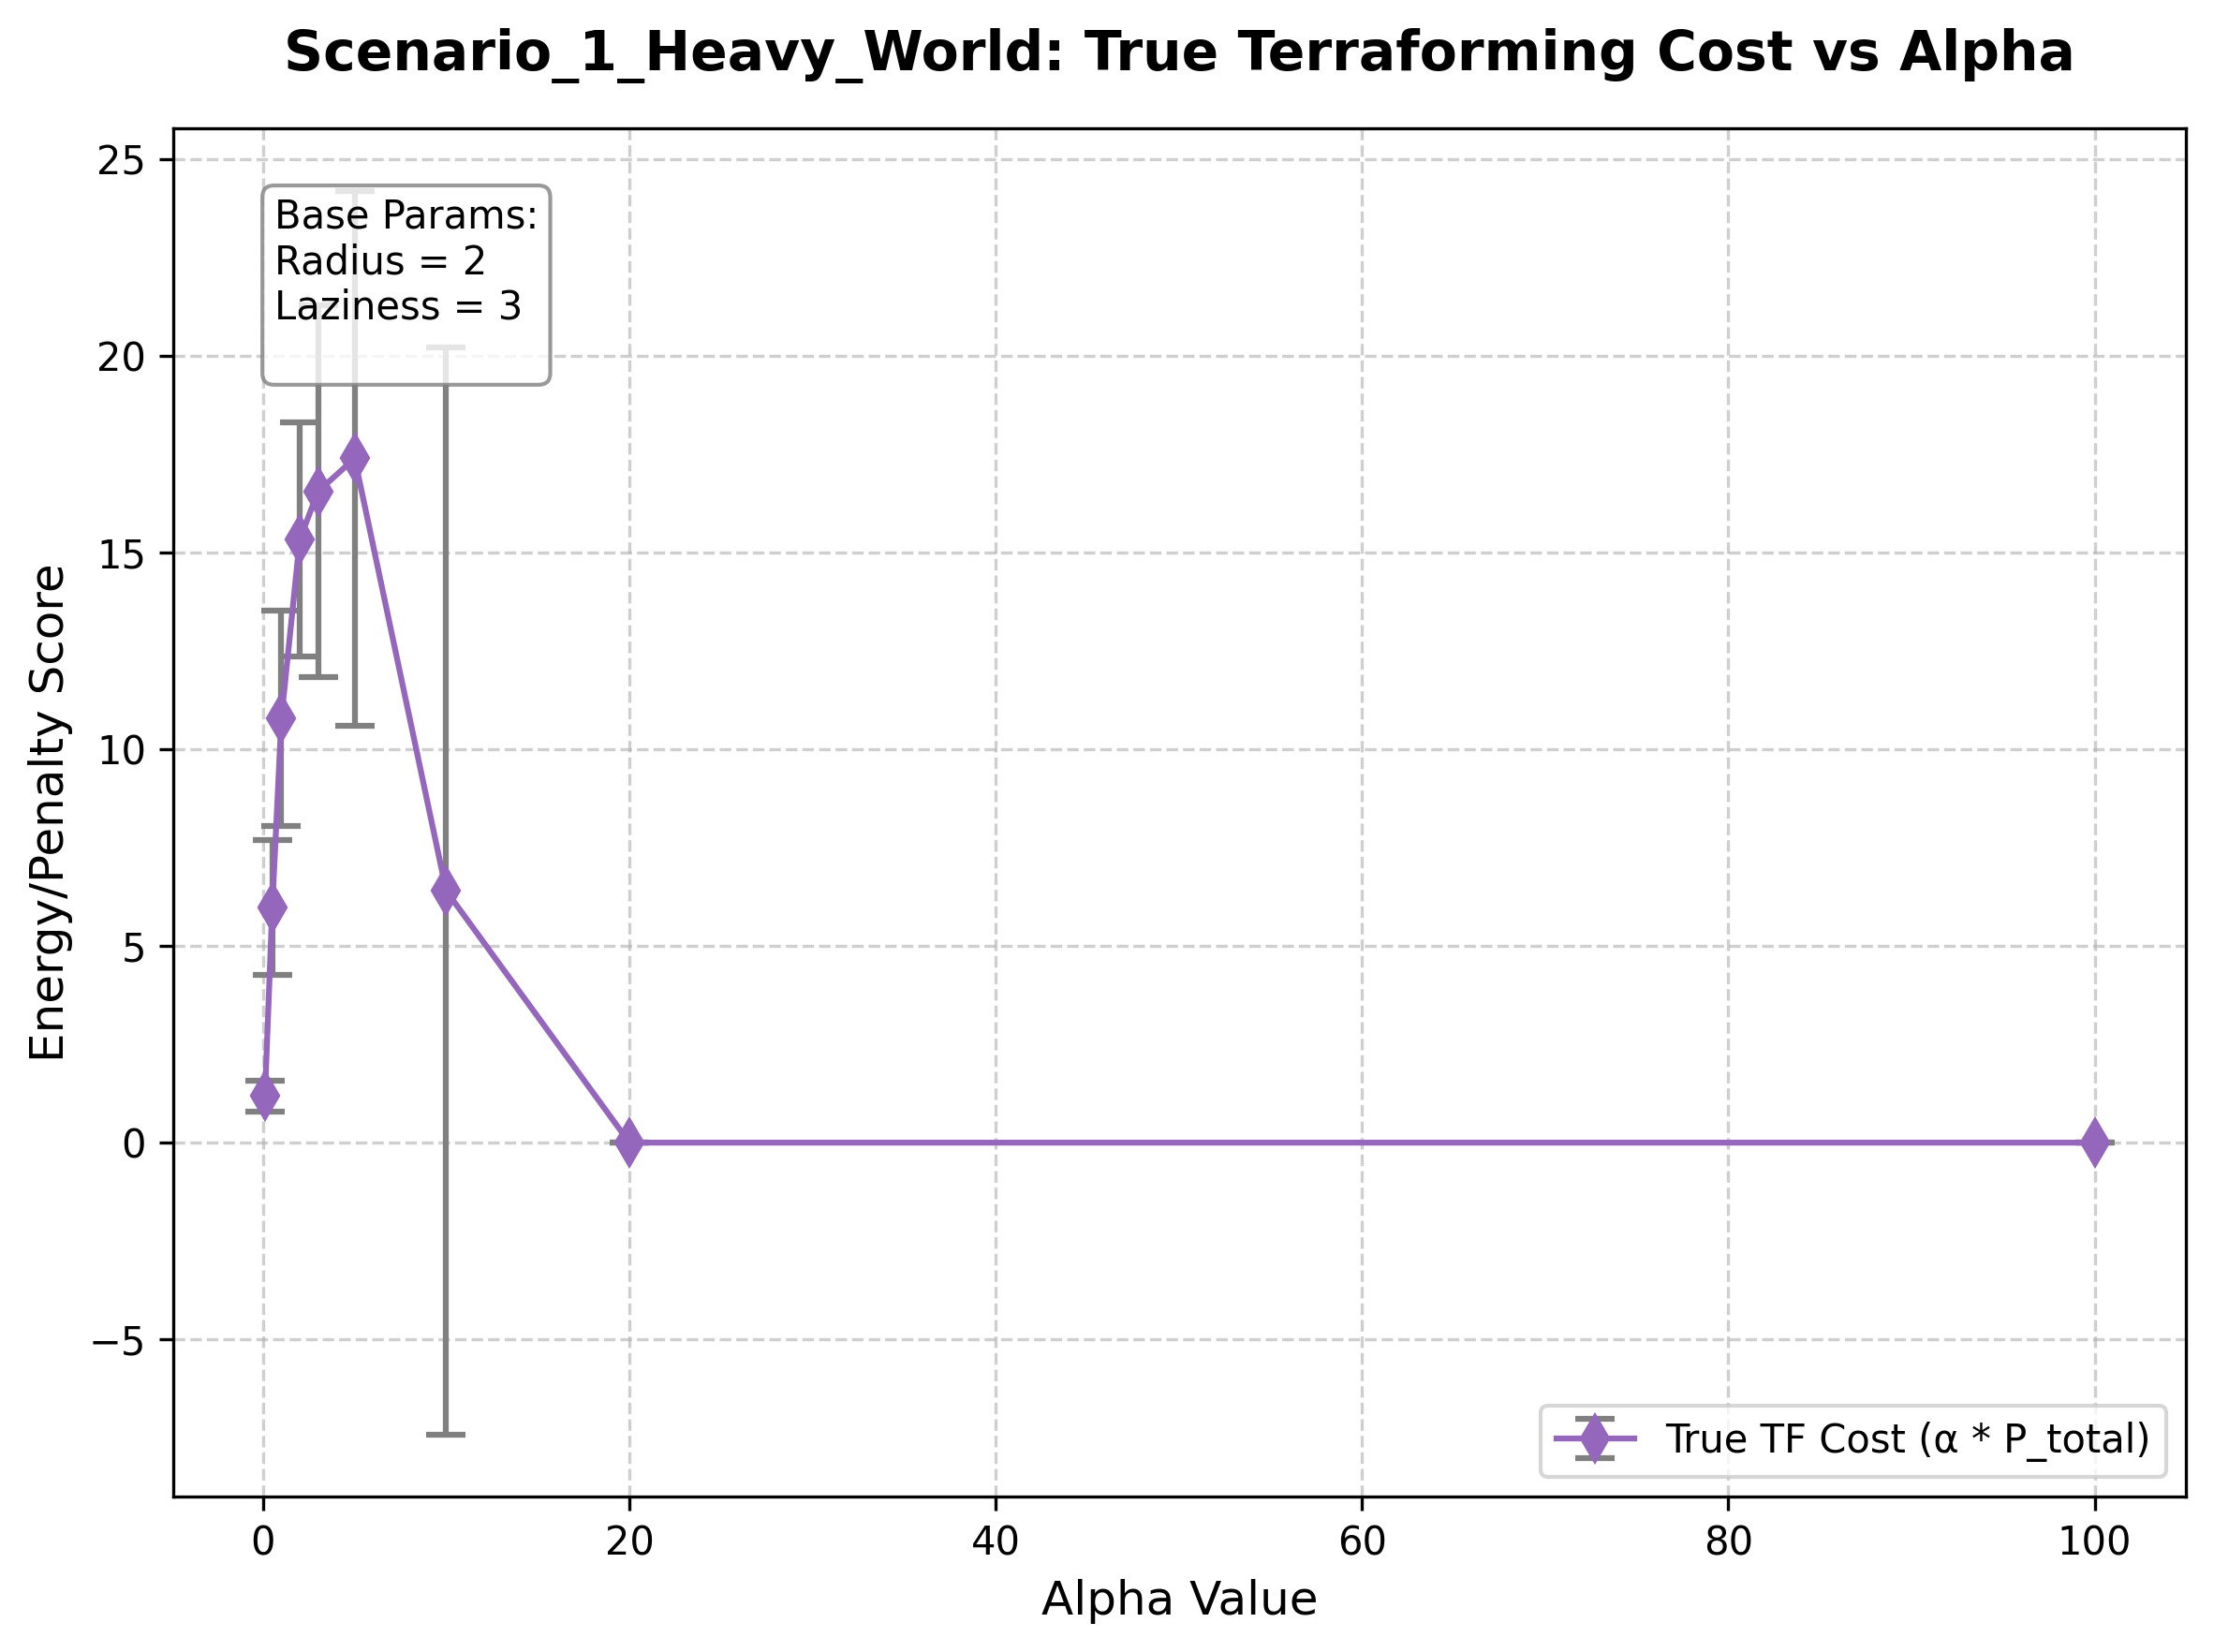 Scenario_1_Heavy_World: True Terraforming Cost vs Alpha
25
20
15
10
5
0
−5
Energy/Penalty Score
Base Params:
Radius = 2
Laziness = 3
True TF Cost (α * P_total)
0
20
40
60
80
100
Alpha Value